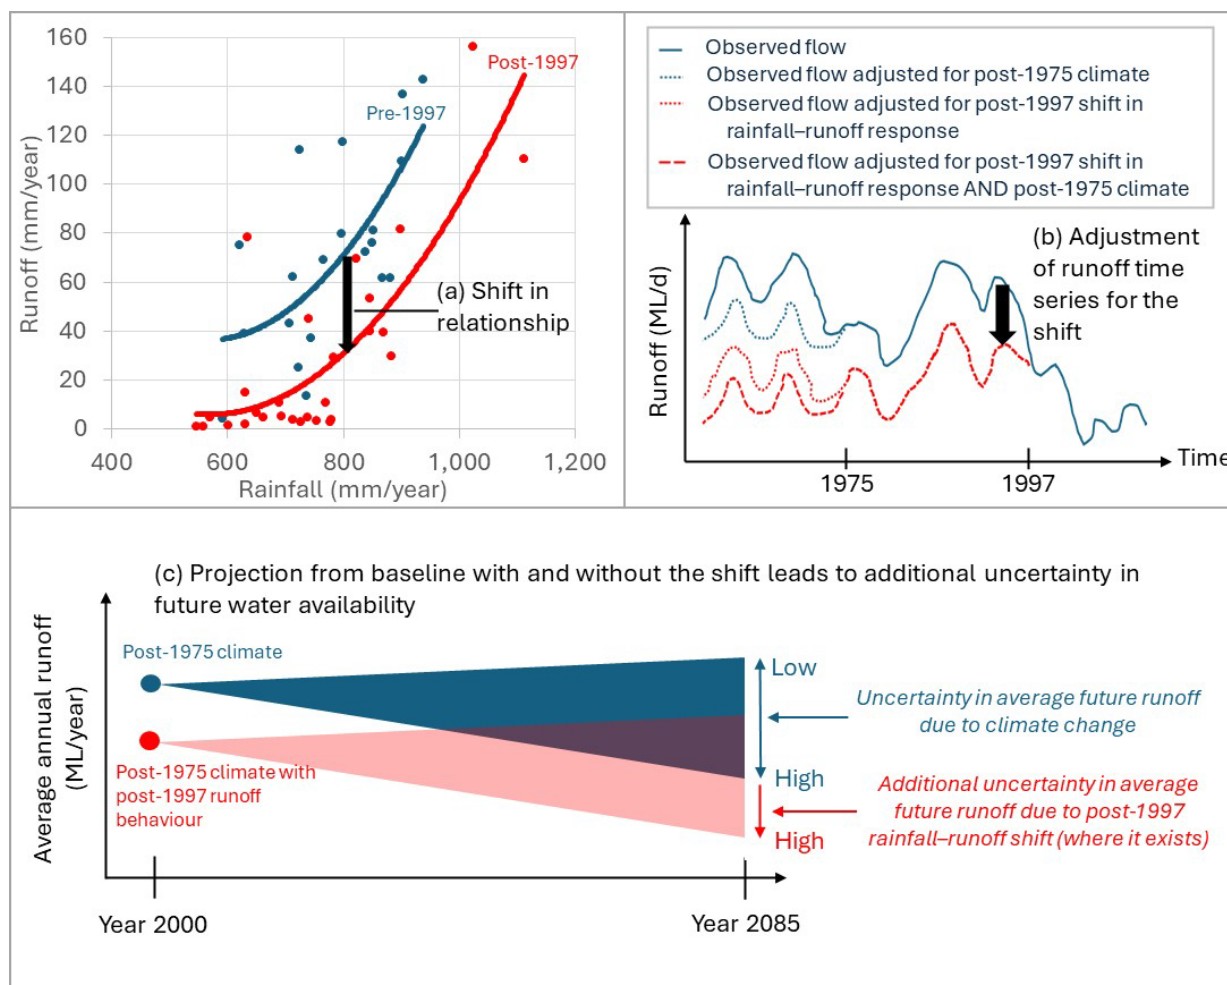 160
140
120
100
80
60
40
20
0
Runoff (mm/year)
400
600
800
1,000
1,200
Rainfall (mm/year)
Pre-1997
Post-1997
(a) Shift in
relationship
Observed flow
Observed flow adjusted for post-1975 climate
Observed flow adjusted for post-1997 shift in
rainfall–runoff response
Observed flow adjusted for post-1997 shift in
rainfall–runoff response AND post-1975 climate
Runoff (ML/d)
(b) Adjustment
of runoff time
series for the
shift
1975
1997
Time
(c) Projection from baseline with and without the shift leads to additional uncertainty in
future water availability
Average annual runoff
(ML/year)
Post-1975 climate
Post-1975 climate with
post-1997 runoff
behaviour
Low
High
High
Uncertainty in average future runoff
due to climate change
Additional uncertainty in average
future runoff due to post-1997
rainfall–runoff shift (where it exists)
Year 2000
Year 2085